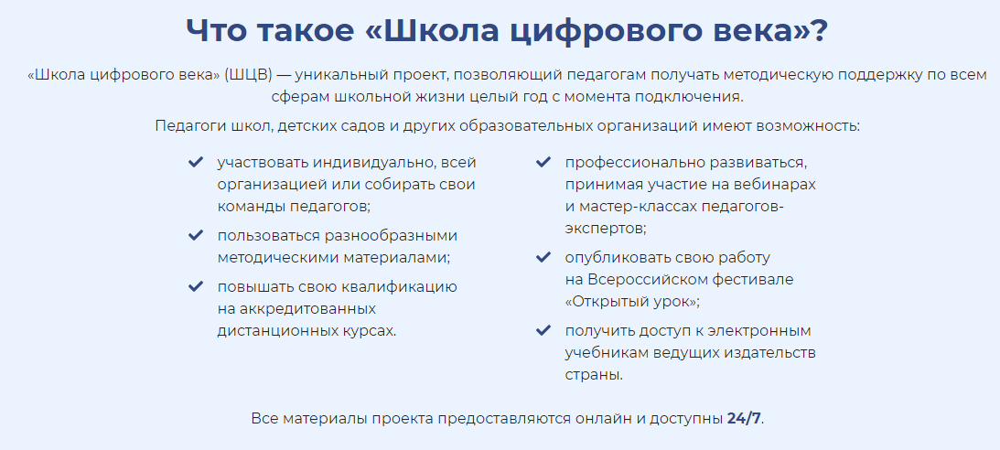 Что такое «Школа цифрового века»?
«Школа цифрового века» (ШЦВ) — уникальный проект, позволяющий педагогам получать методическую поддержку по всем
сферам школьной жизни целый год с момента подключения.
Педагоги школ, детских садов и других образовательных организаций имеют возможность:
участвовать индивидуально, всей
организацией или собирать свои
команды педагогов;
пользоваться разнообразными
методическими материалами;
повышать свою квалификацию
на аккредитованных
дистанционных курсах.
профессионально развиваться,
принимая участие на вебинарах
и мастер-классах педагогов-
экспертов;
опубликовать свою работу
на Всероссийском фестивале
«Открытый урок»;
получить доступ к электронным
учебникам ведущих издательств
страны.
Все материалы проекта предоставляются онлайн и доступны 24/7.